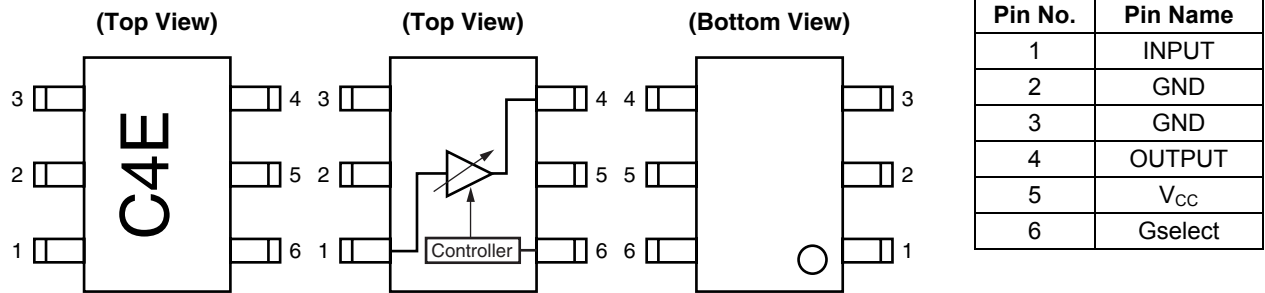 (Top View) (Top View) (Bottom View)
3 4 3 4 4 3
2 5 2 5 5 2
1 6 1 6 6 1
C4E
Controller
Pin No. Pin Name
1 INPUT
2 GND
3 GND
4 OUTPUT
5 VCC
6 Gselect